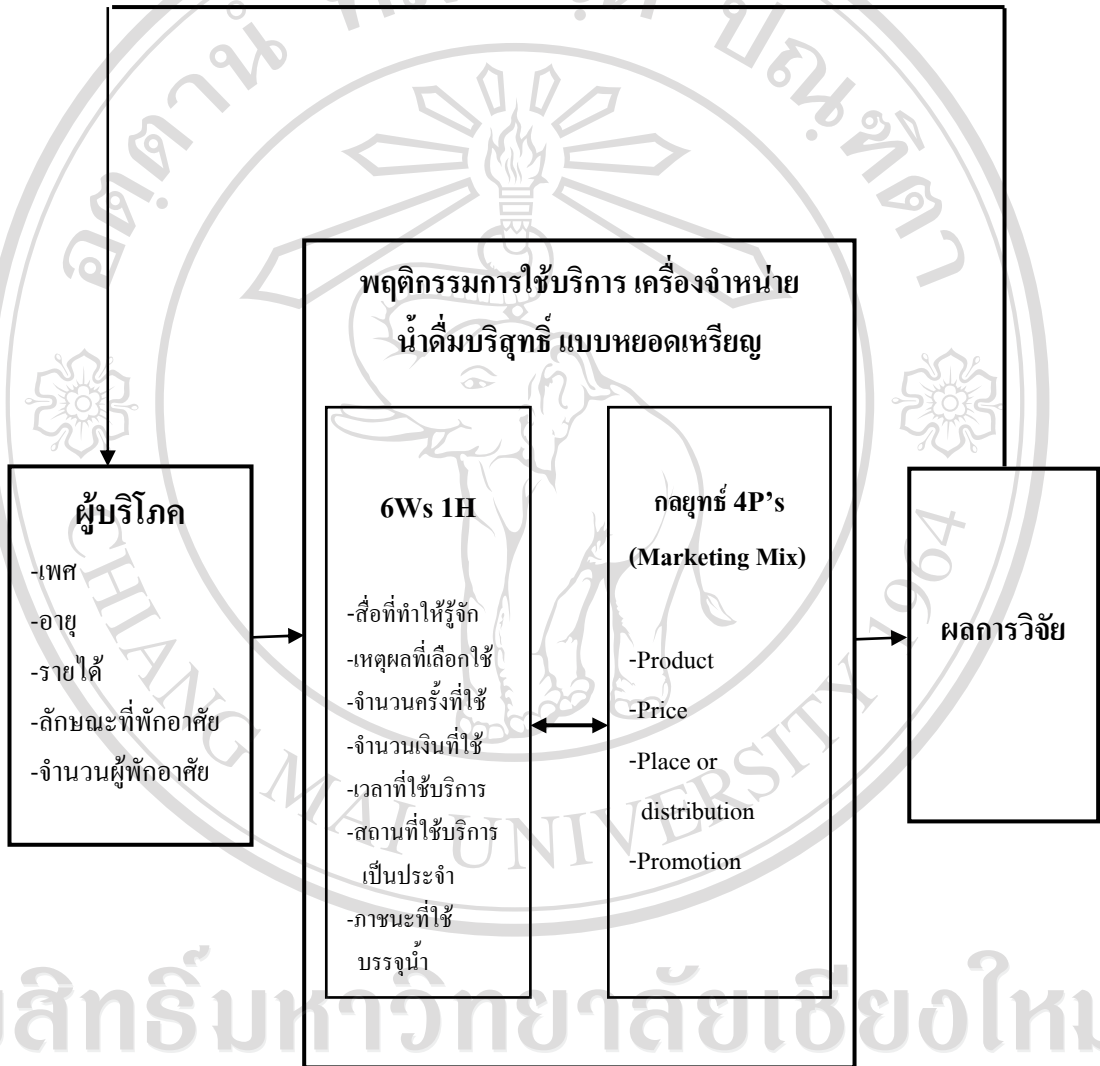 พฤติกรรมการใช้บริการ เครื่องจำหน่าย
น้ำดื่มบริสุทธิ์ แบบหยอดเหรียญ
ผู้บริโภค
-เพศ
-อายุ
-รายได้
-ลักษณะที่พักอาศัย
-จำนวนผู้พักอาศัย
6Ws 1H
-สื่อที่ทำให้รู้จัก
-เหตุผลที่เลือกใช้
-จำนวนครั้งที่ใช้
-จำนวนเงินที่ใช้
-เวลาที่ใช้บริการ
-สถานที่ใช้บริการ
เป็นประจำ
-ภาชนะที่ใช้
บรรจุน้ำ
กลยุทธ์ 4P's
(Marketing Mix)
-Product
-Price
-Place or
distribution
-Promotion
ผลการวิจัย
CHIANG MAI UNIVERSITY 1964
สิทธิ์มหาวิทยาลัยเชียงให